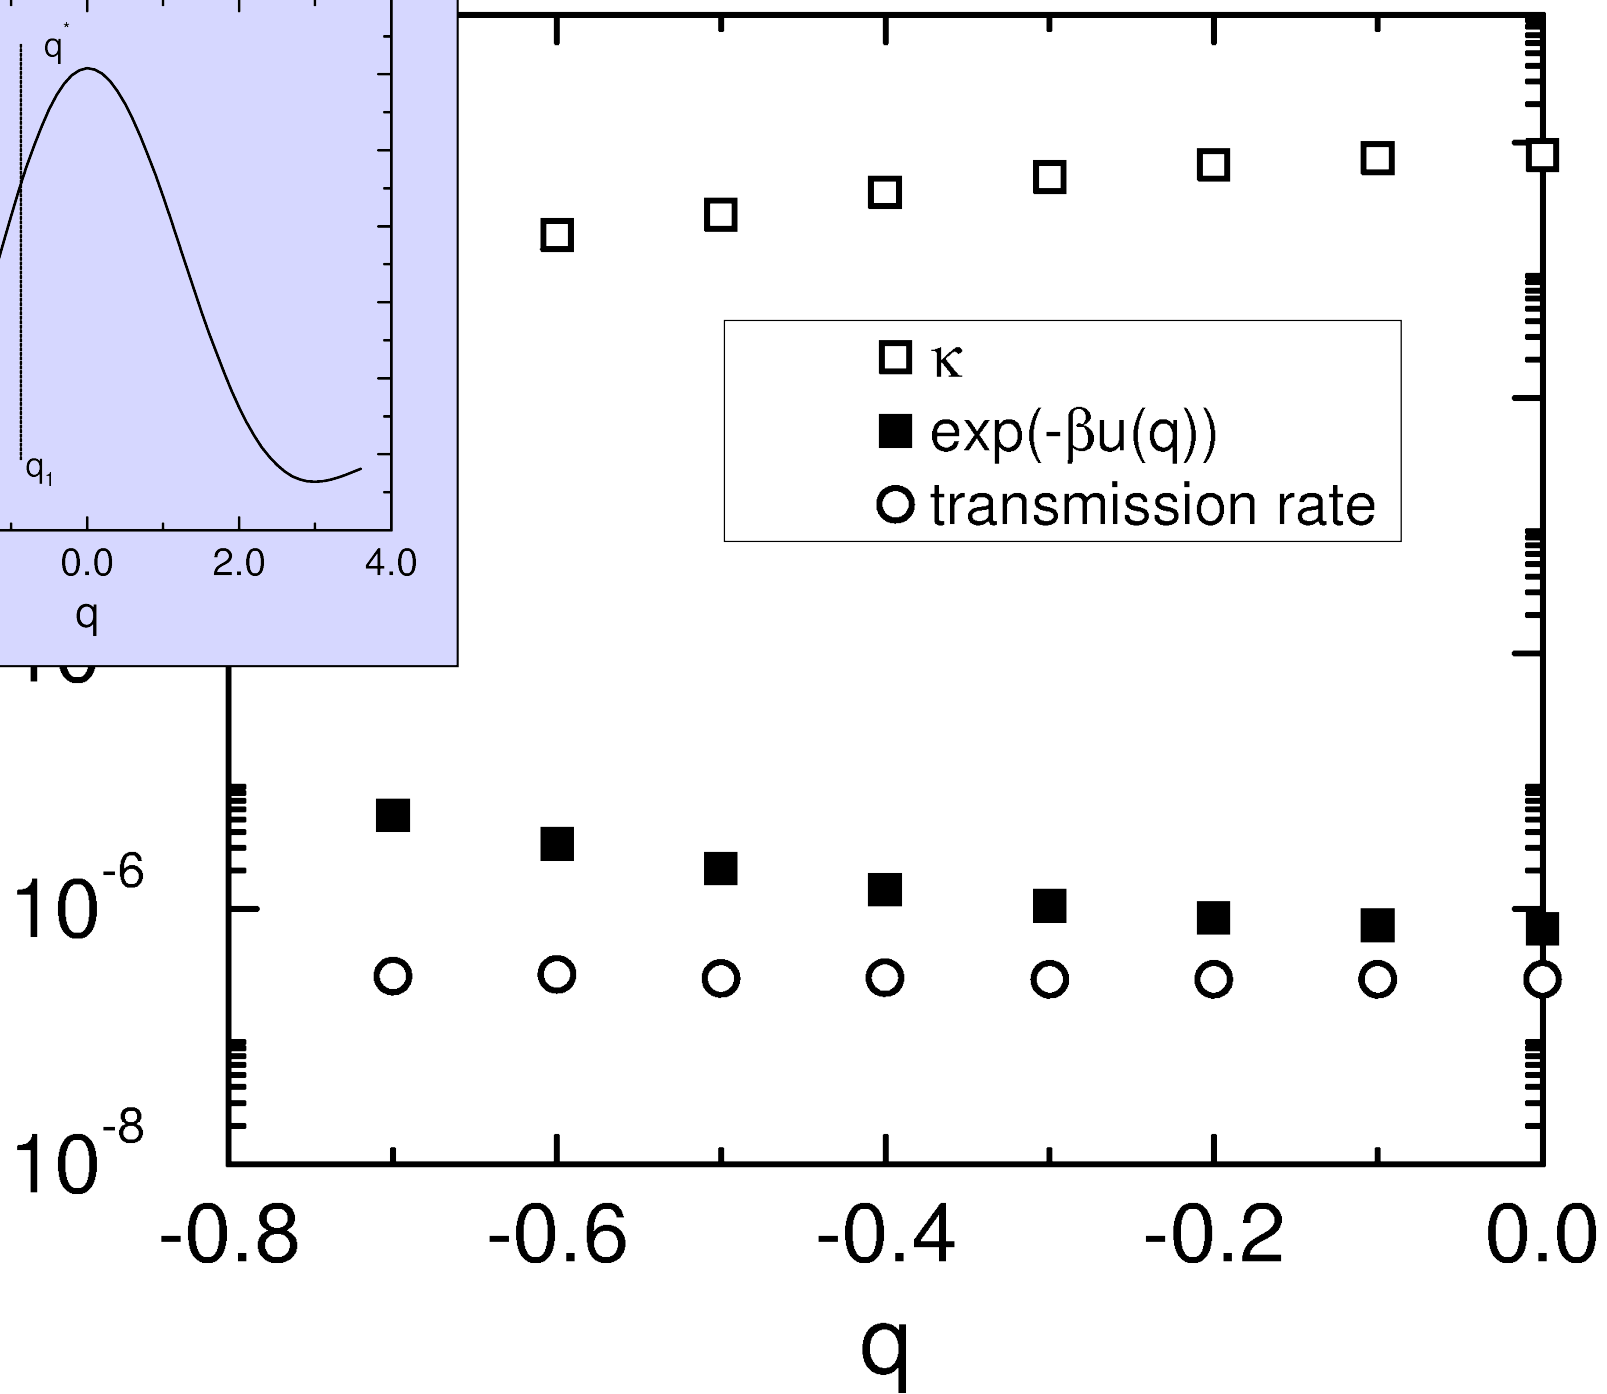 q*
q₁
0.0 2.0 4.0
q
κ
exp(-βu(q))
transmission rate
10⁻⁶
10⁻⁸
-0.8 -0.6 -0.4 -0.2 0.0
q